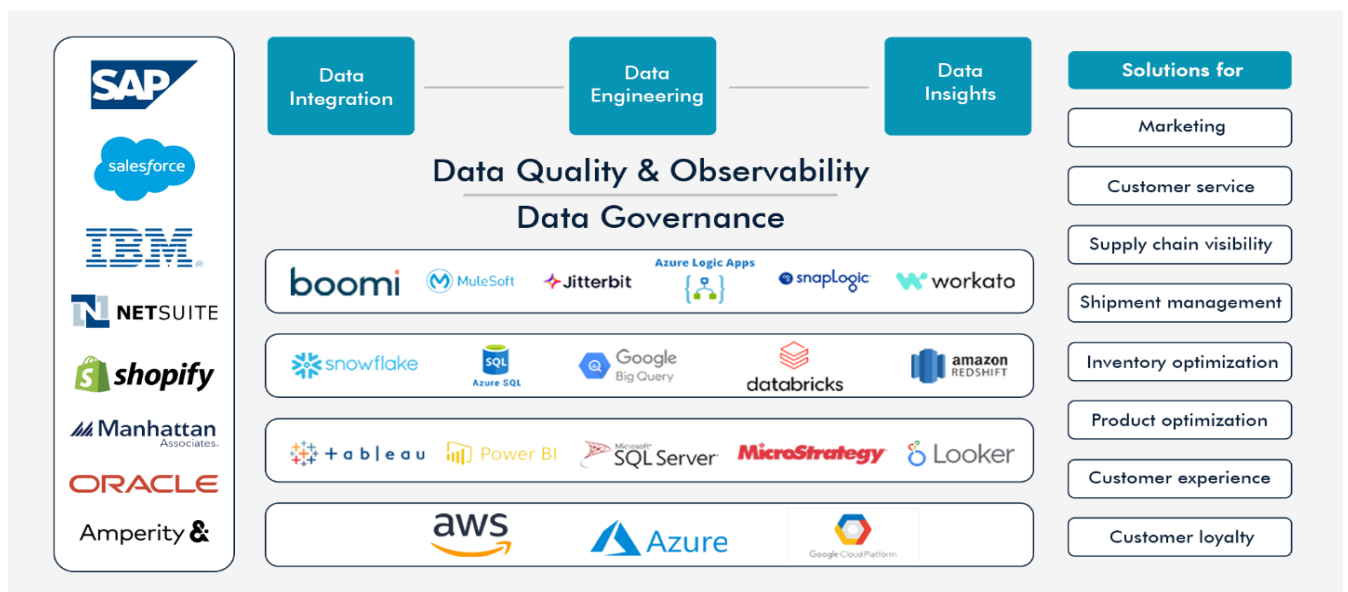 SAP
salesforce
IBM
NETSUITE
shopify
Manhattan
Associates.
ORACLE
Amperity &
Data
Integration
Data
Engineering
Data
Insights
Data Quality & Observability
Data Governance
boomi
MuleSoft
Jitterbit
Azure Logic Apps
snapLogic
workato
snowflake
SQL
Azure SQL
Google
Big Query
databricks
amazon
REDSHIFT
+ableau
Power BI
Microsoft
SQL Server
MicroStrategy
Looker
aws
Azure
Google Cloud Platform
Solutions for
Marketing
Customer service
Supply chain visibility
Shipment management
Inventory optimization
Product optimization
Customer experience
Customer loyalty